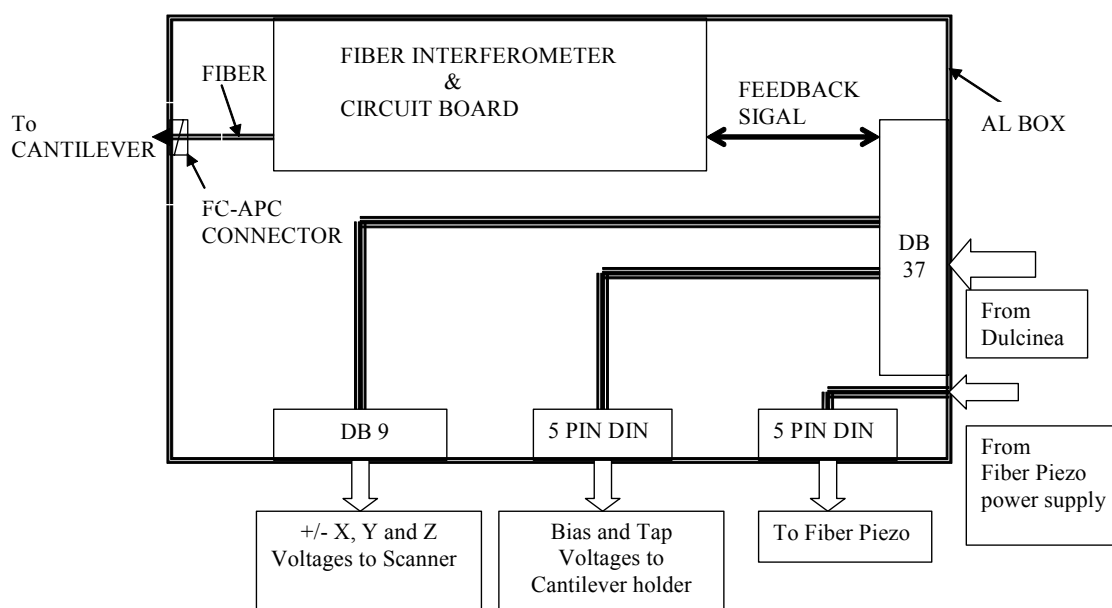 FIBER INTERFEROMETER
&
CIRCUIT BOARD
FIBER
FEEDBACK
SIGAL
To
CANTILEVER
AL BOX
FC-APC
CONNECTOR
DB
37
From
Dulcinea
DB 9
5 PIN DIN
5 PIN DIN
From
Fiber Piezo
power supply
+/- X, Y and Z
Voltages to Scanner
Bias and Tap
Voltages to
Cantilever holder
To Fiber Piezo